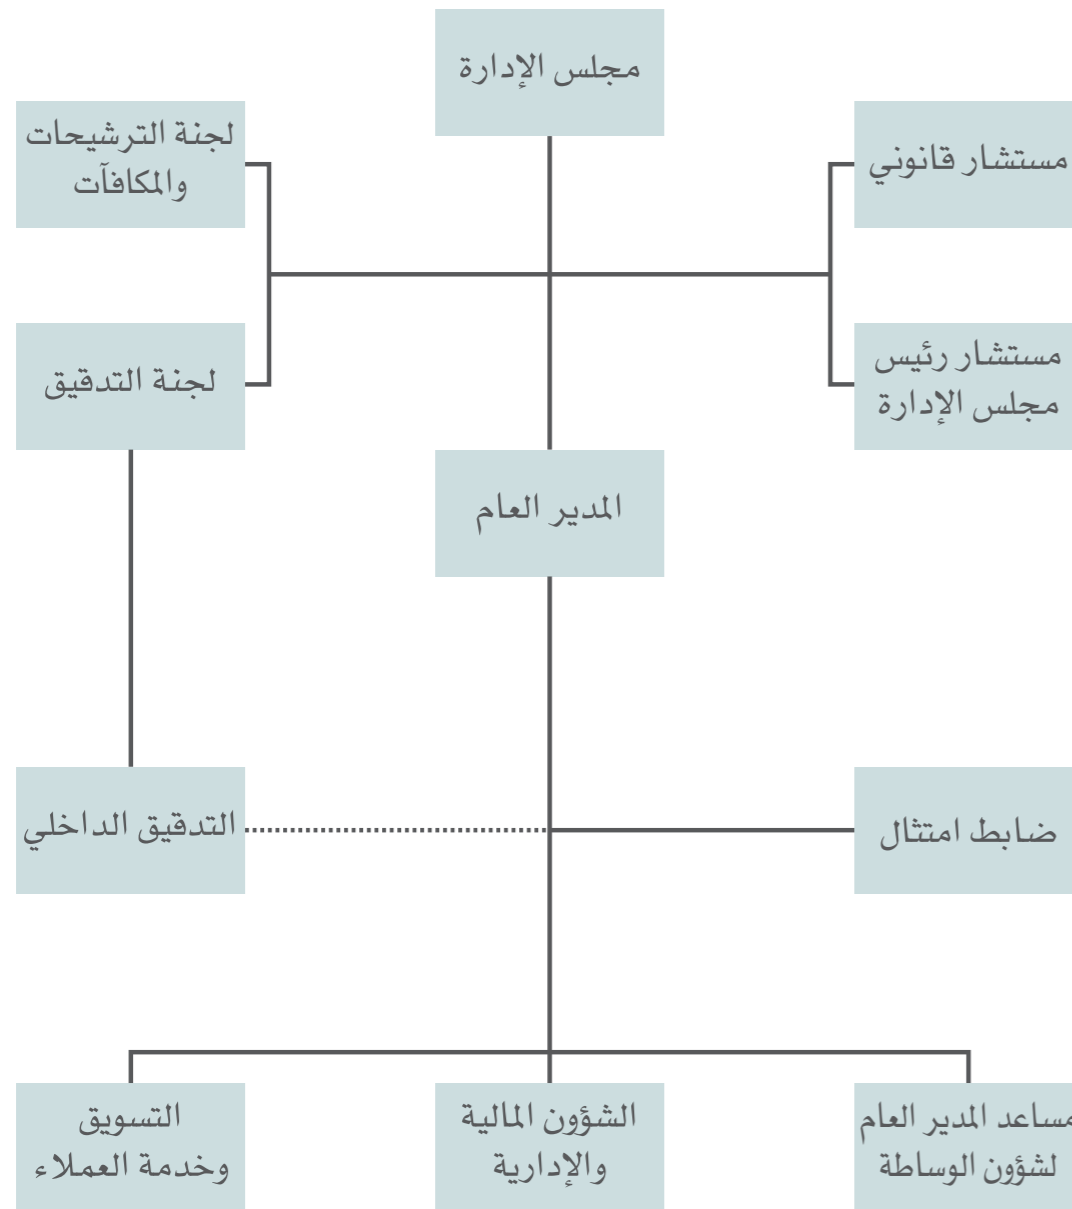 مجلس الإدارة
مستشار قانوني
لجنة الترشيحات
والمكافآت
مستشار رئيس
مجلس الإدارة
لجنة التدقيق
المدير العام
ضابط امتثال
التدقيق الداخلي
مساعد المدير العام
لشؤون الوساطة
الشؤون المالية
والإدارية
التسويق
وخدمة العملاء